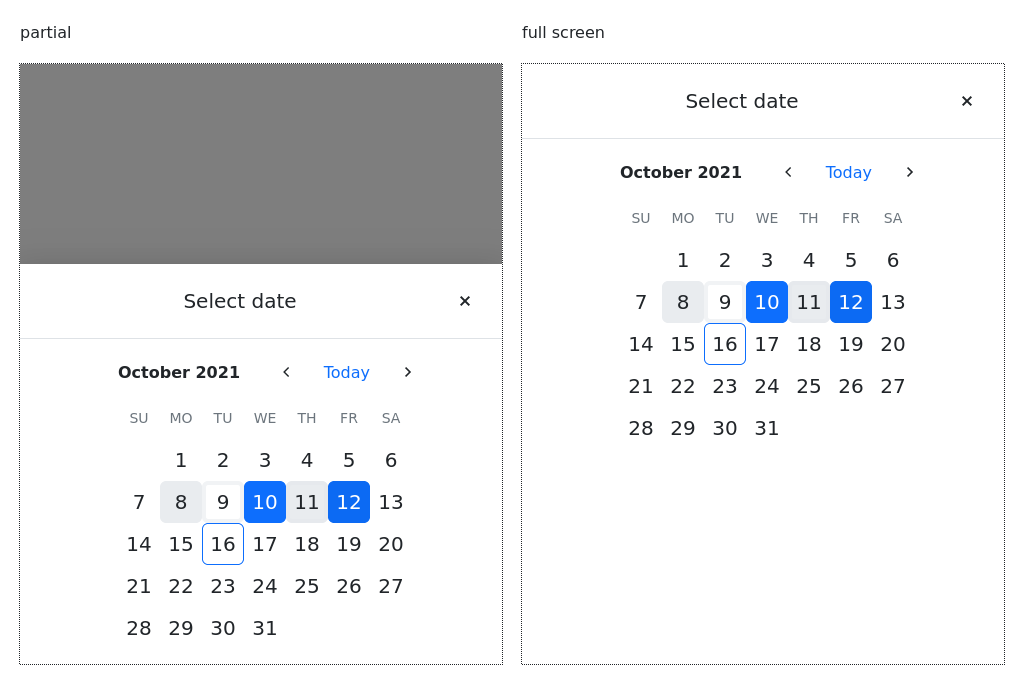 partial
Select date ×
October 2021 ‹ Today ›
SU MO TU WE TH FR SA
1 2 3 4 5 6
7 8 9 10 11 12 13
14 15 16 17 18 19 20
21 22 23 24 25 26 27
28 29 30 31
full screen
Select date ×
October 2021 ‹ Today ›
SU MO TU WE TH FR SA
1 2 3 4 5 6
7 8 9 10 11 12 13
14 15 16 17 18 19 20
21 22 23 24 25 26 27
28 29 30 31